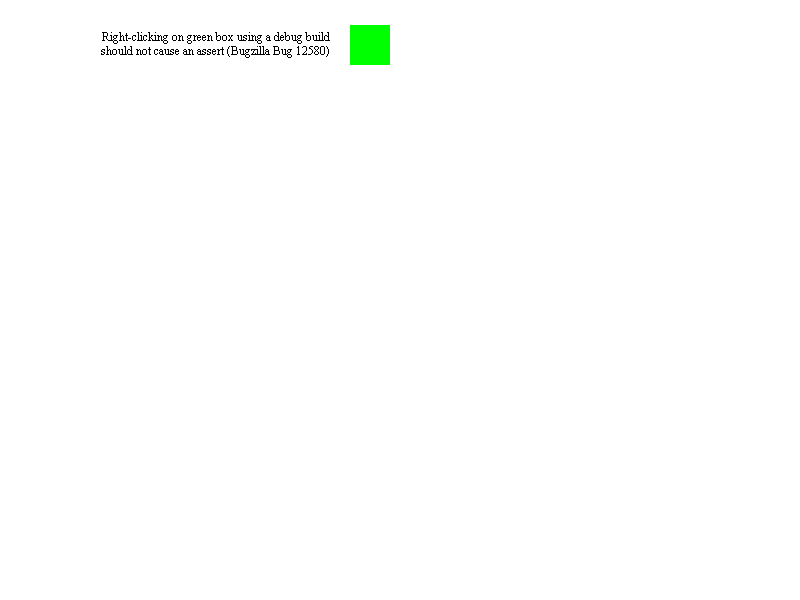 Right-clicking on green box using a debug build
should not cause an assert (Bugzilla Bug 12580)